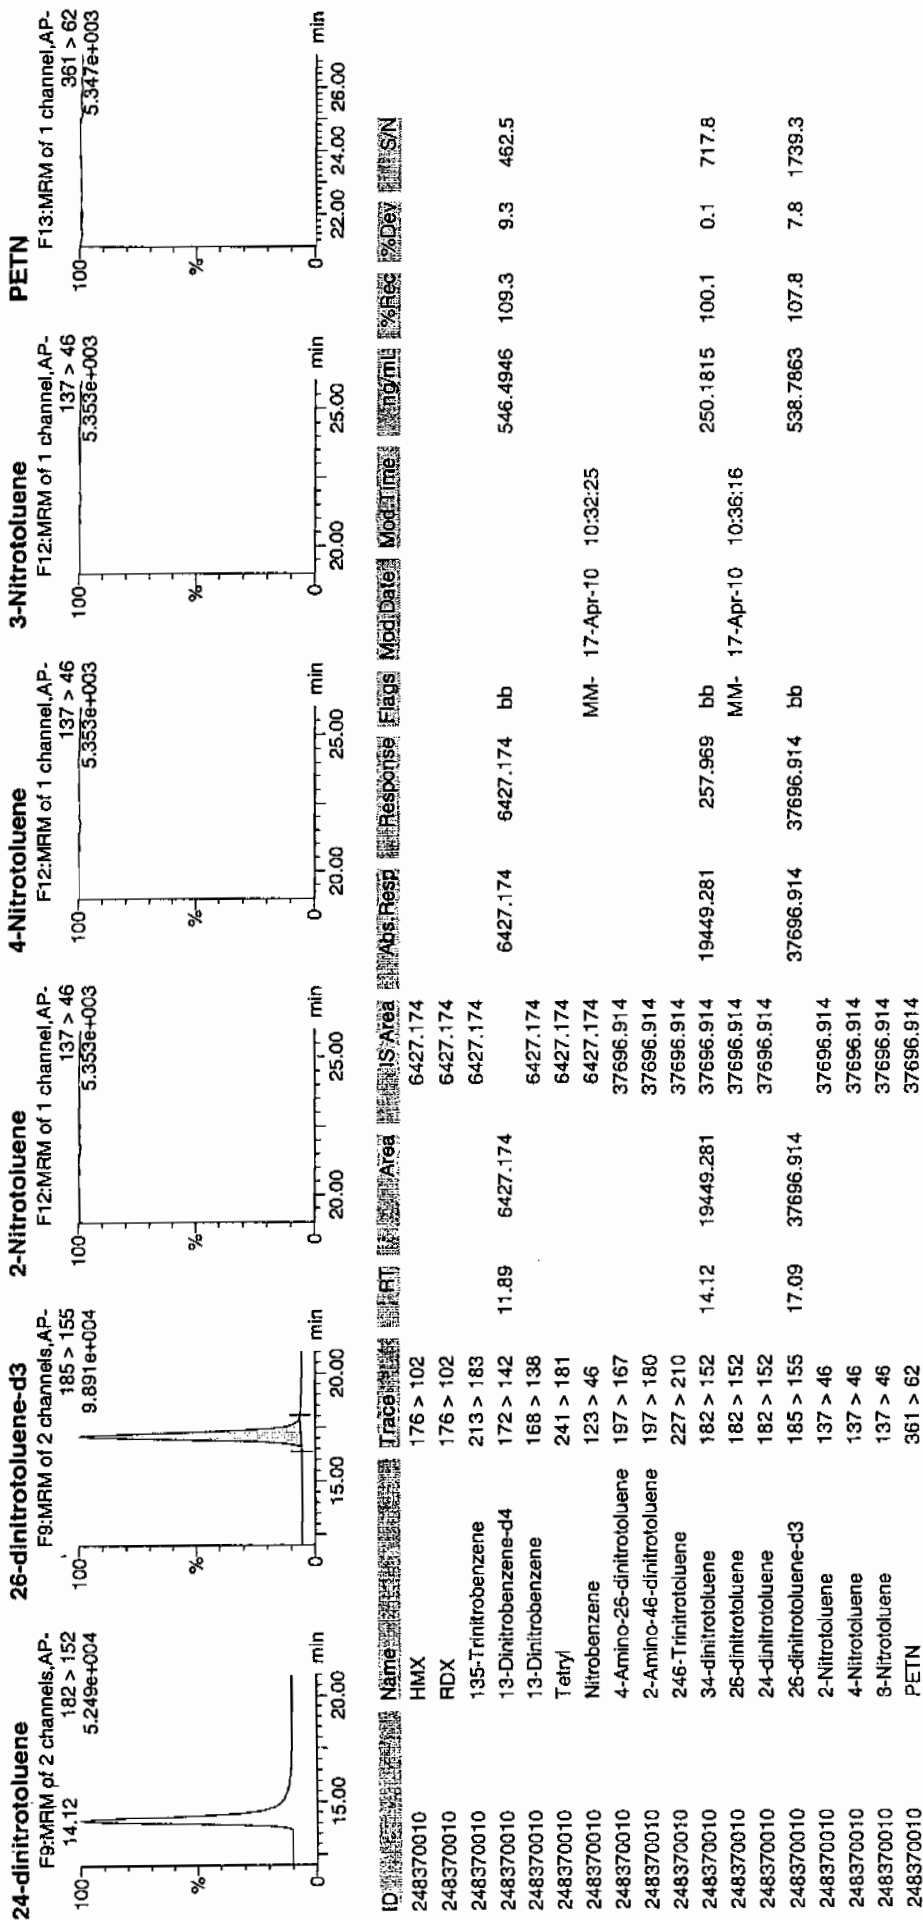 24-dinitrotoluene
F9:MRM of 2 channels,AP-
14.12 182 > 152
5.249e+004
100
%
0
15.00 20.00 min
26-dinitrotoluene-d3
F9:MRM of 2 channels,AP-
185 > 155
9.891e+004
100
%
0
15.00 20.00 min
2-Nitrotoluene
F12:MRM of 1 channel,AP-
137 > 46
5.353e+003
100
%
0
20.00 25.00 min
4-Nitrotoluene
F12:MRM of 1 channel,AP-
137 > 46
5.353e+003
100
%
0
20.00 25.00 min
3-Nitrotoluene
F12:MRM of 1 channel,AP-
137 > 46
5.353e+003
100
%
0
20.00 25.00 min
PETN
F13:MRM of 1 channel,AP-
361 > 62
5.347e+003
100
%
0
22.00 24.00 26.00 min
ID Name Trace RT Area IS Area Abs.Resp Response Flags Mod.Date Mod.Time ng/mL %Rec %Dev S/N
248370010 HMX 176 > 102 6427.174
248370010 RDX 176 > 102 6427.174
248370010 135-Trinitrobenzene 213 > 183 6427.174
248370010 13-Dinitrobenzene-d4 172 > 142 11.89 6427.174 6427.174 6427.174 bb 546.4946 109.3 9.3 462.5
248370010 13-Dinitrobenzene 168 > 138 6427.174
248370010 Tetryl 241 > 181 6427.174
248370010 Nitrobenzene 123 > 46 6427.174 MM- 17-Apr-10 10:32:25
248370010 4-Amino-26-dinitrotoluene 197 > 167 37696.914
248370010 2-Amino-46-dinitrotoluene 197 > 180 37696.914
248370010 246-Trinitrotoluene 227 > 210 37696.914
248370010 34-dinitrotoluene 182 > 152 14.12 19449.281 37696.914 19449.281 257.969 bb 250.1815 100.1 0.1 717.8
248370010 26-dinitrotoluene 182 > 152 37696.914 MM- 17-Apr-10 10:36:16
248370010 24-dinitrotoluene 182 > 152 37696.914
248370010 26-dinitrotoluene-d3 185 > 155 17.09 37696.914 37696.914 37696.914 bb 538.7863 107.8 7.8 1739.3
248370010 2-Nitrotoluene 137 > 46 37696.914
248370010 4-Nitrotoluene 137 > 46 37696.914
248370010 3-Nitrotoluene 137 > 46 37696.914
248370010 PETN 361 > 62 37696.914